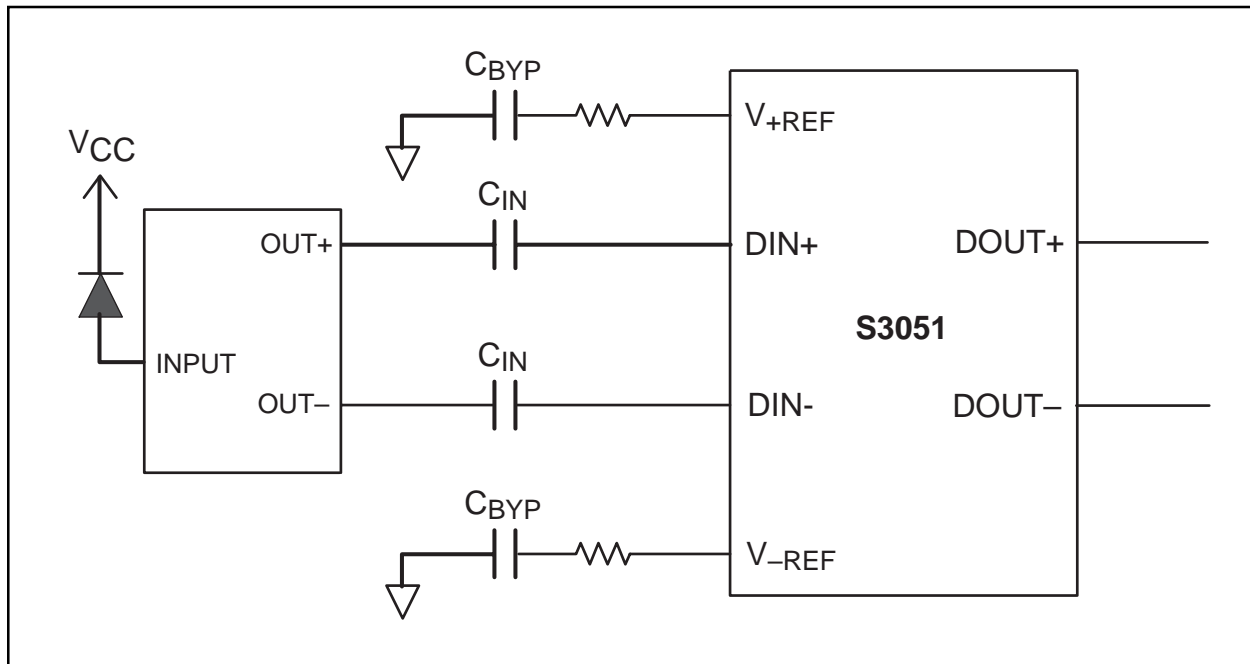 CBYP
V+REF
VCC
CIN
OUT+
DIN+
DOUT+
S3051
INPUT
CIN
OUT–
DIN-
DOUT–
CBYP
V–REF